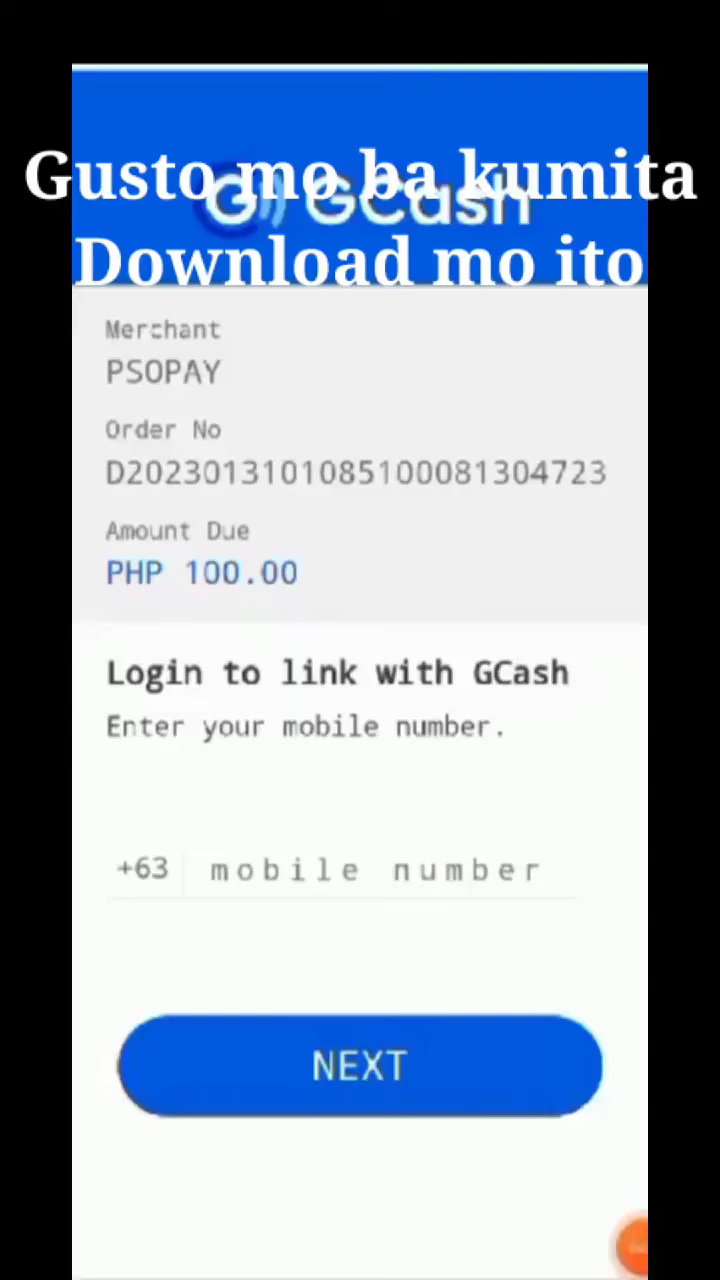 Gusto mo ba kumita
GCash
Download mo ito
Merchant
PSOPAY
Order No
D2023013101085100081304723
Amount Due
PHP 100.00
Login to link with GCash
Enter your mobile number.
+63 mobile number
NEXT